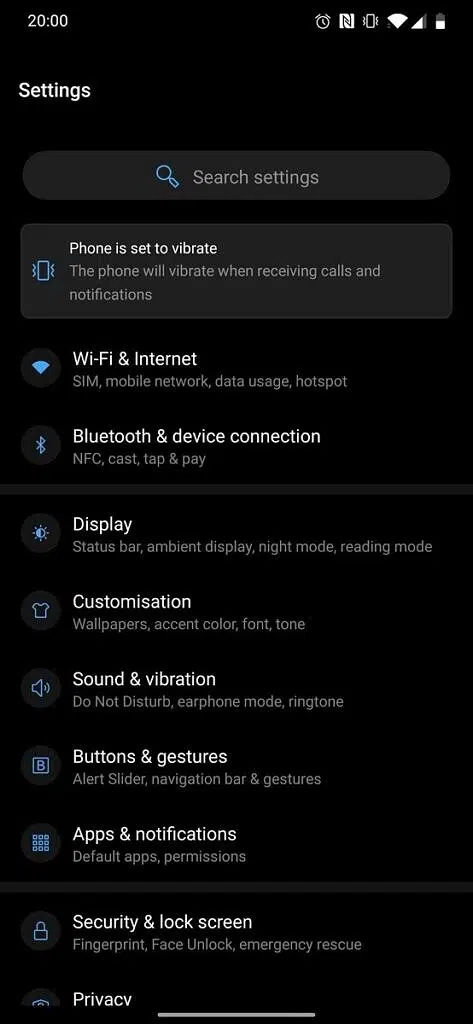 20:00
Settings
Search settings
Phone is set to vibrate
The phone will vibrate when receiving calls and
notifications
Wi-Fi & Internet
SIM, mobile network, data usage, hotspot
Bluetooth & device connection
NFC, cast, tap & pay
Display
Status bar, ambient display, night mode, reading mode
Customisation
Wallpapers, accent color, font, tone
Sound & vibration
Do Not Disturb, earphone mode, ringtone
Buttons & gestures
Alert Slider, navigation bar & gestures
Apps & notifications
Default apps, permissions
Security & lock screen
Fingerprint, Face Unlock, emergency rescue
Privacy